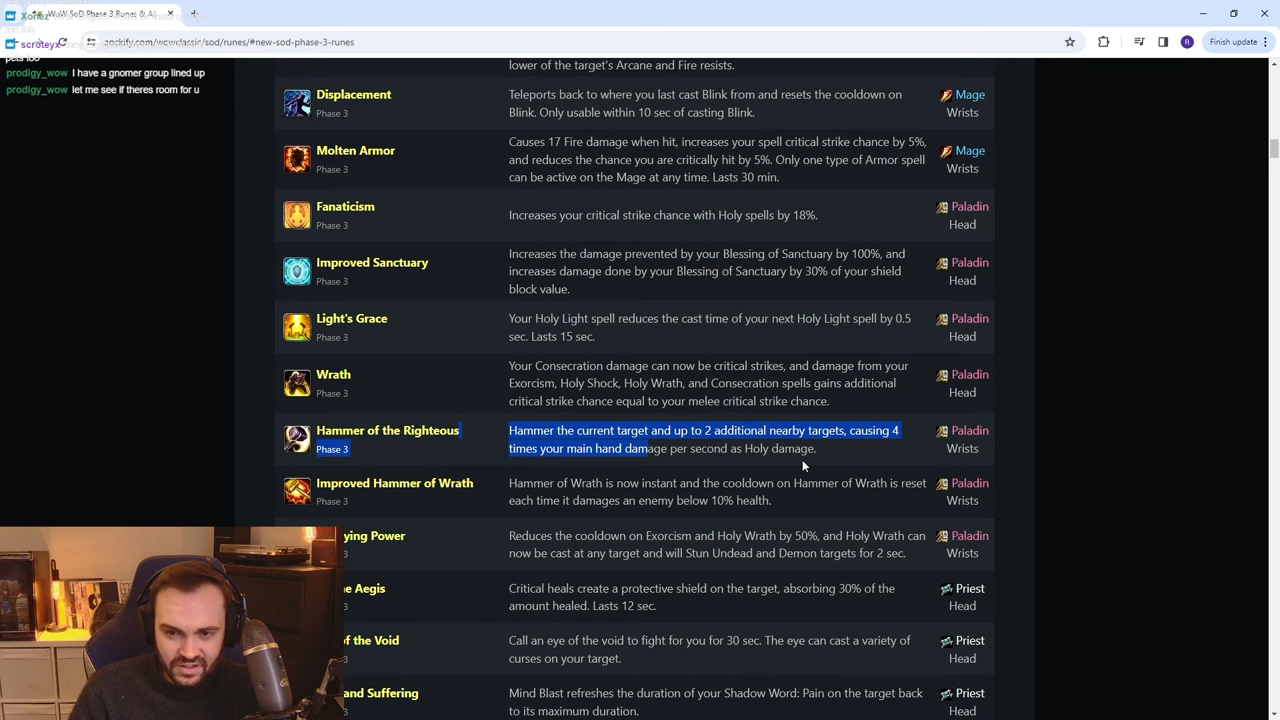 WoW SoD Phase 3 Runes & Al
Xonez
scroteyx
zockify.com/wowclassic/sod/runes/#new-sod-phase-3-runes
Finish update
pets too
prodigy_wow I have a gnomer group lined up
prodigy_wow let me see if theres room for u
lower of the target's Arcane and Fire resists.
Displacement
Phase 3
Teleports back to where you last cast Blink from and resets the cooldown on
Blink. Only usable within 10 sec of casting Blink.
Mage
Wrists
Molten Armor
Phase 3
Causes 17 Fire damage when hit, increases your spell critical strike chance by 5%,
and reduces the chance you are critically hit by 5%. Only one type of Armor spell
can be active on the Mage at any time. Lasts 30 min.
Mage
Wrists
Fanaticism
Phase 3
Increases your critical strike chance with Holy spells by 18%.
Paladin
Head
Improved Sanctuary
Phase 3
Increases the damage prevented by your Blessing of Sanctuary by 100%, and
increases damage done by your Blessing of Sanctuary by 30% of your shield
block value.
Paladin
Head
Light's Grace
Phase 3
Your Holy Light spell reduces the cast time of your next Holy Light spell by 0.5
sec. Lasts 15 sec.
Paladin
Head
Wrath
Phase 3
Your Consecration damage can now be critical strikes, and damage from your
Exorcism, Holy Shock, Holy Wrath, and Consecration spells gains additional
critical strike chance equal to your melee critical strike chance.
Paladin
Head
Hammer of the Righteous
Phase 3
Hammer the current target and up to 2 additional nearby targets, causing 4
times your main hand damage per second as Holy damage.
Paladin
Wrists
Improved Hammer of Wrath
Phase 3
Hammer of Wrath is now instant and the cooldown on Hammer of Wrath is reset
each time it damages an enemy below 10% health.
Paladin
Wrists
ying Power
3
Reduces the cooldown on Exorcism and Holy Wrath by 50%, and Holy Wrath can
now be cast at any target and will Stun Undead and Demon targets for 2 sec.
Paladin
Wrists
e Aegis
3
Critical heals create a protective shield on the target, absorbing 30% of the
amount healed. Lasts 12 sec.
Priest
Head
of the Void
3
Call an eye of the void to fight for you for 30 sec. The eye can cast a variety of
curses on your target.
Priest
Head
and Suffering
3
Mind Blast refreshes the duration of your Shadow Word: Pain on the target back
to its maximum duration.
Priest
Head